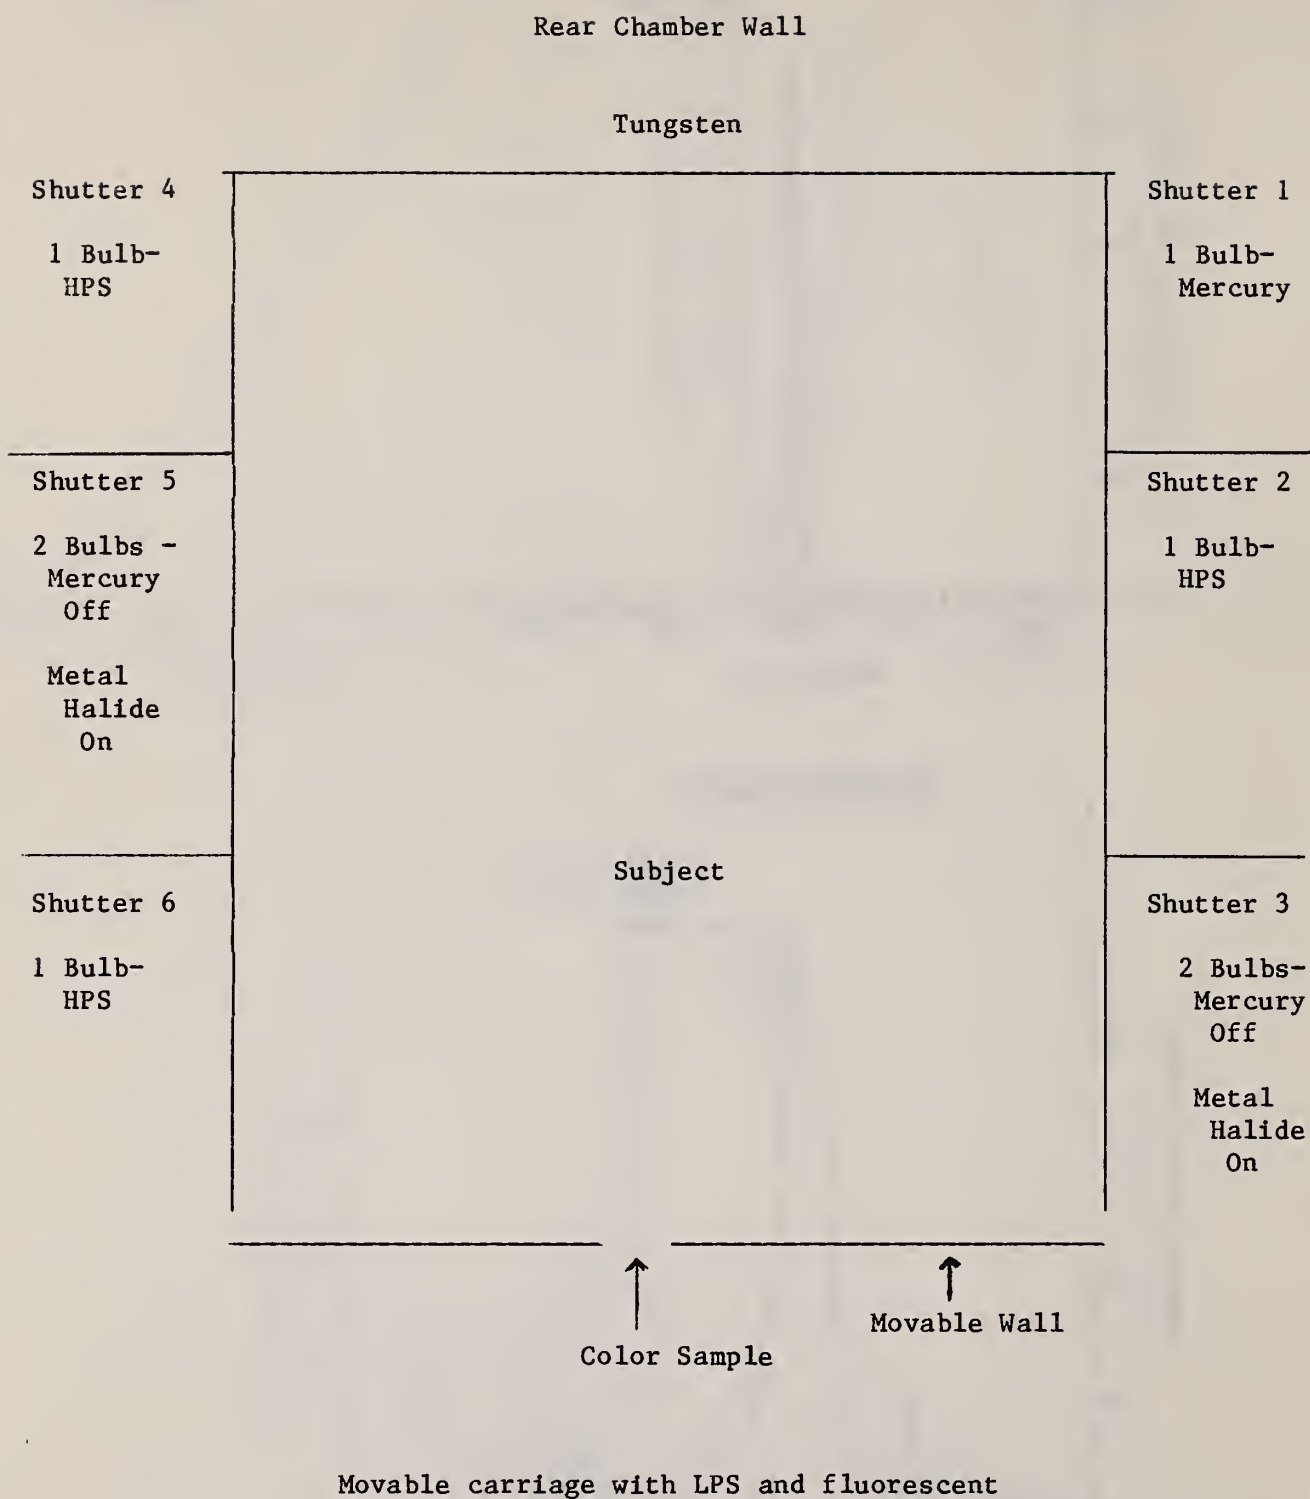 Rear Chamber Wall
Tungsten
Shutter 4
1 Bulb-
HPS
Shutter 1
1 Bulb-
Mercury
Shutter 5
2 Bulbs -
Mercury
Off
Metal
Halide
On
Shutter 2
1 Bulb-
HPS
Subject
Shutter 6
1 Bulb-
HPS
Shutter 3
2 Bulbs-
Mercury
Off
Metal
Halide
On
Movable Wall
Color Sample
Movable carriage with LPS and fluorescent